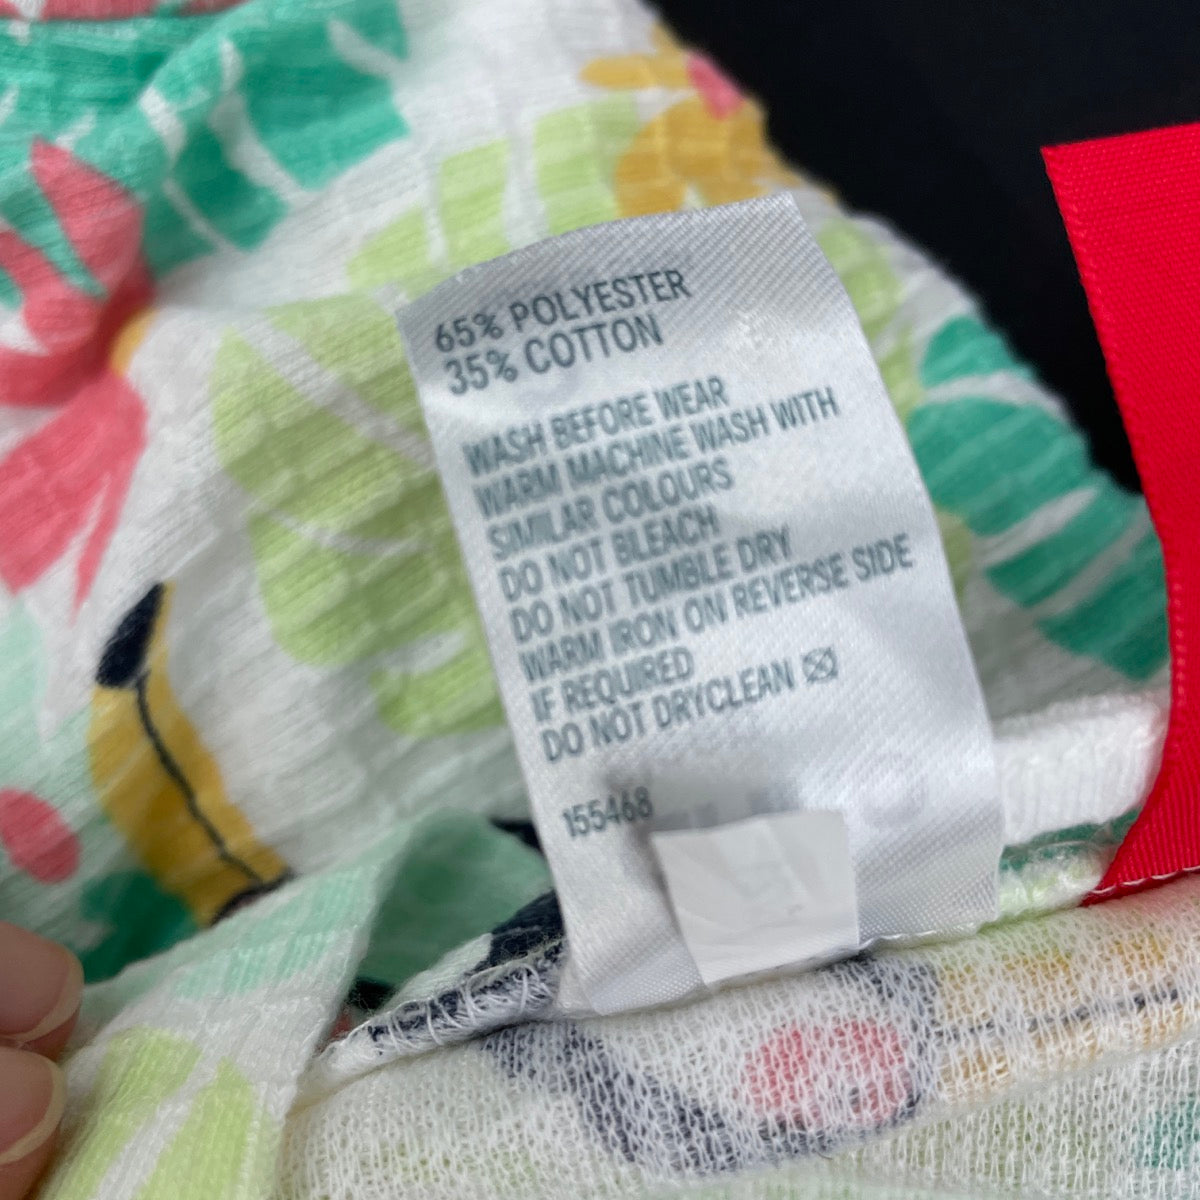 65% POLYESTER
35% COTTON
WASH BEFORE WEAR
WARM MACHINE WASH WITH
SIMILAR COLOURS
DO NOT BLEACH
DO NOT TUMBLE DRY
WARM IRON ON REVERSE SIDE
IF REQUIRED
DO NOT DRYCLEAN
155468